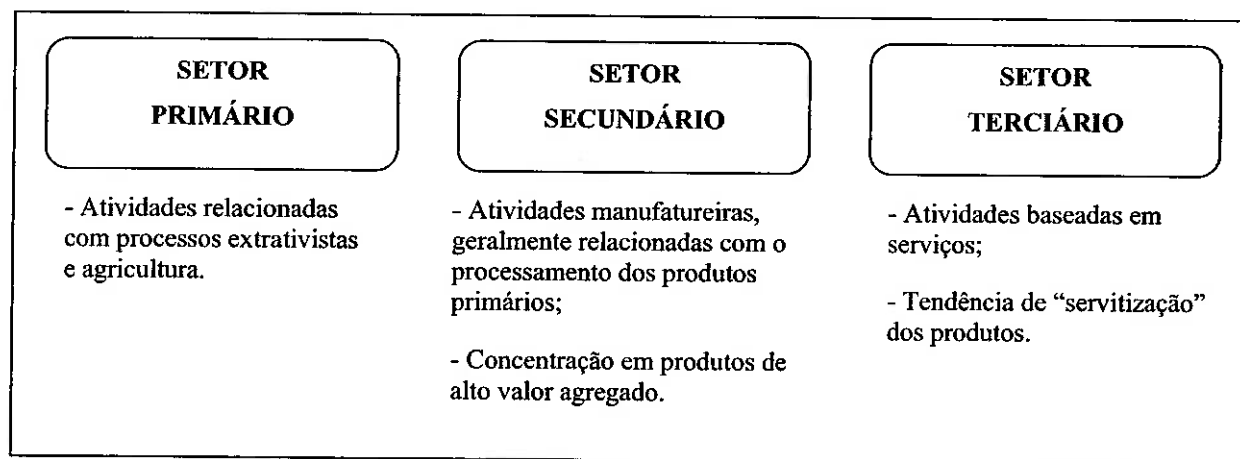 SETOR
PRIMÁRIO
- Atividades relacionadas
com processos extrativistas
e agricultura.
SETOR
SECUNDÁRIO
- Atividades manufatureiras,
geralmente relacionadas com o
processamento dos produtos
primários;
- Concentração em produtos de
alto valor agregado.
SETOR
TERCIÁRIO
- Atividades baseadas em
serviços;
- Tendência de “servitização”
dos produtos.